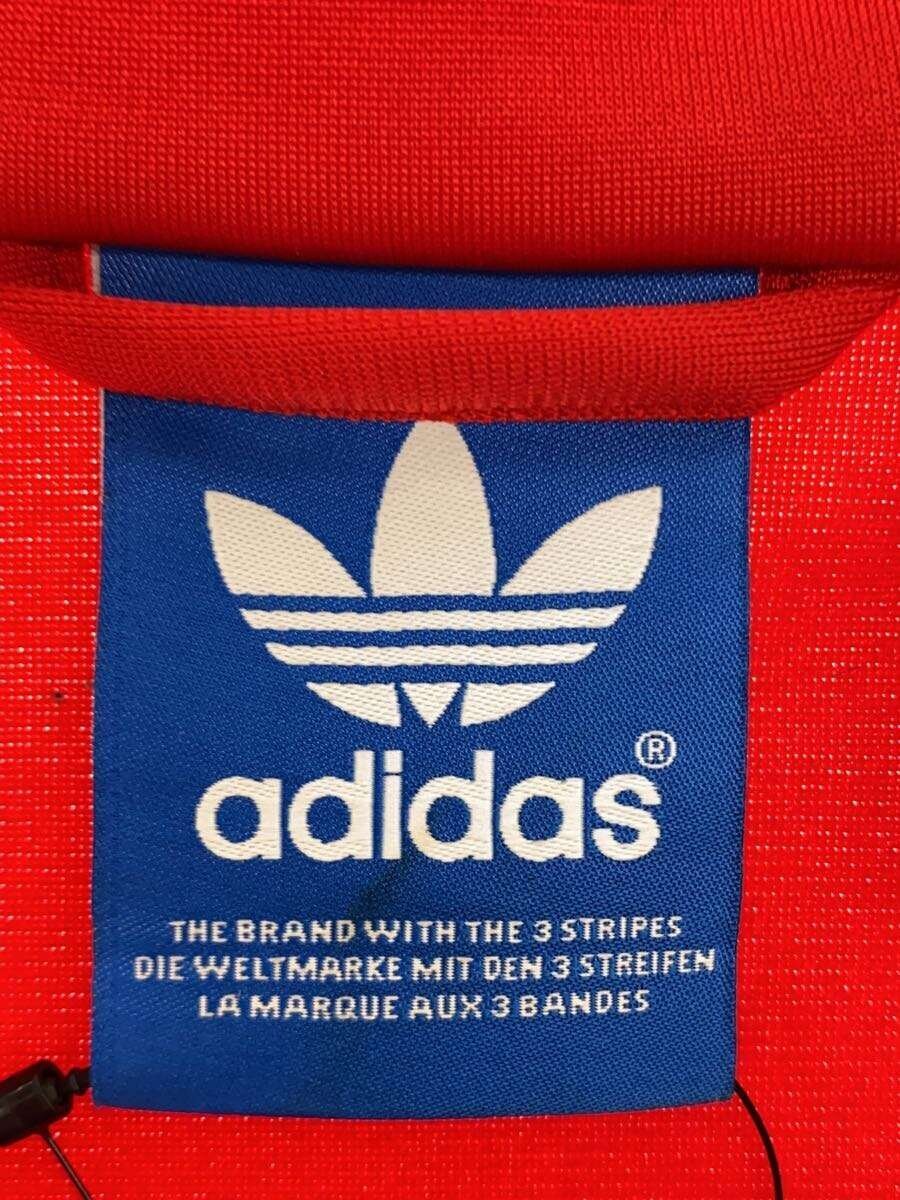 adidas®
THE BRAND WITH THE 3 STRIPES
DIE WELTMARKE MIT DEN 3 STREIFEN
LA MARQUE AUX 3 BANDES